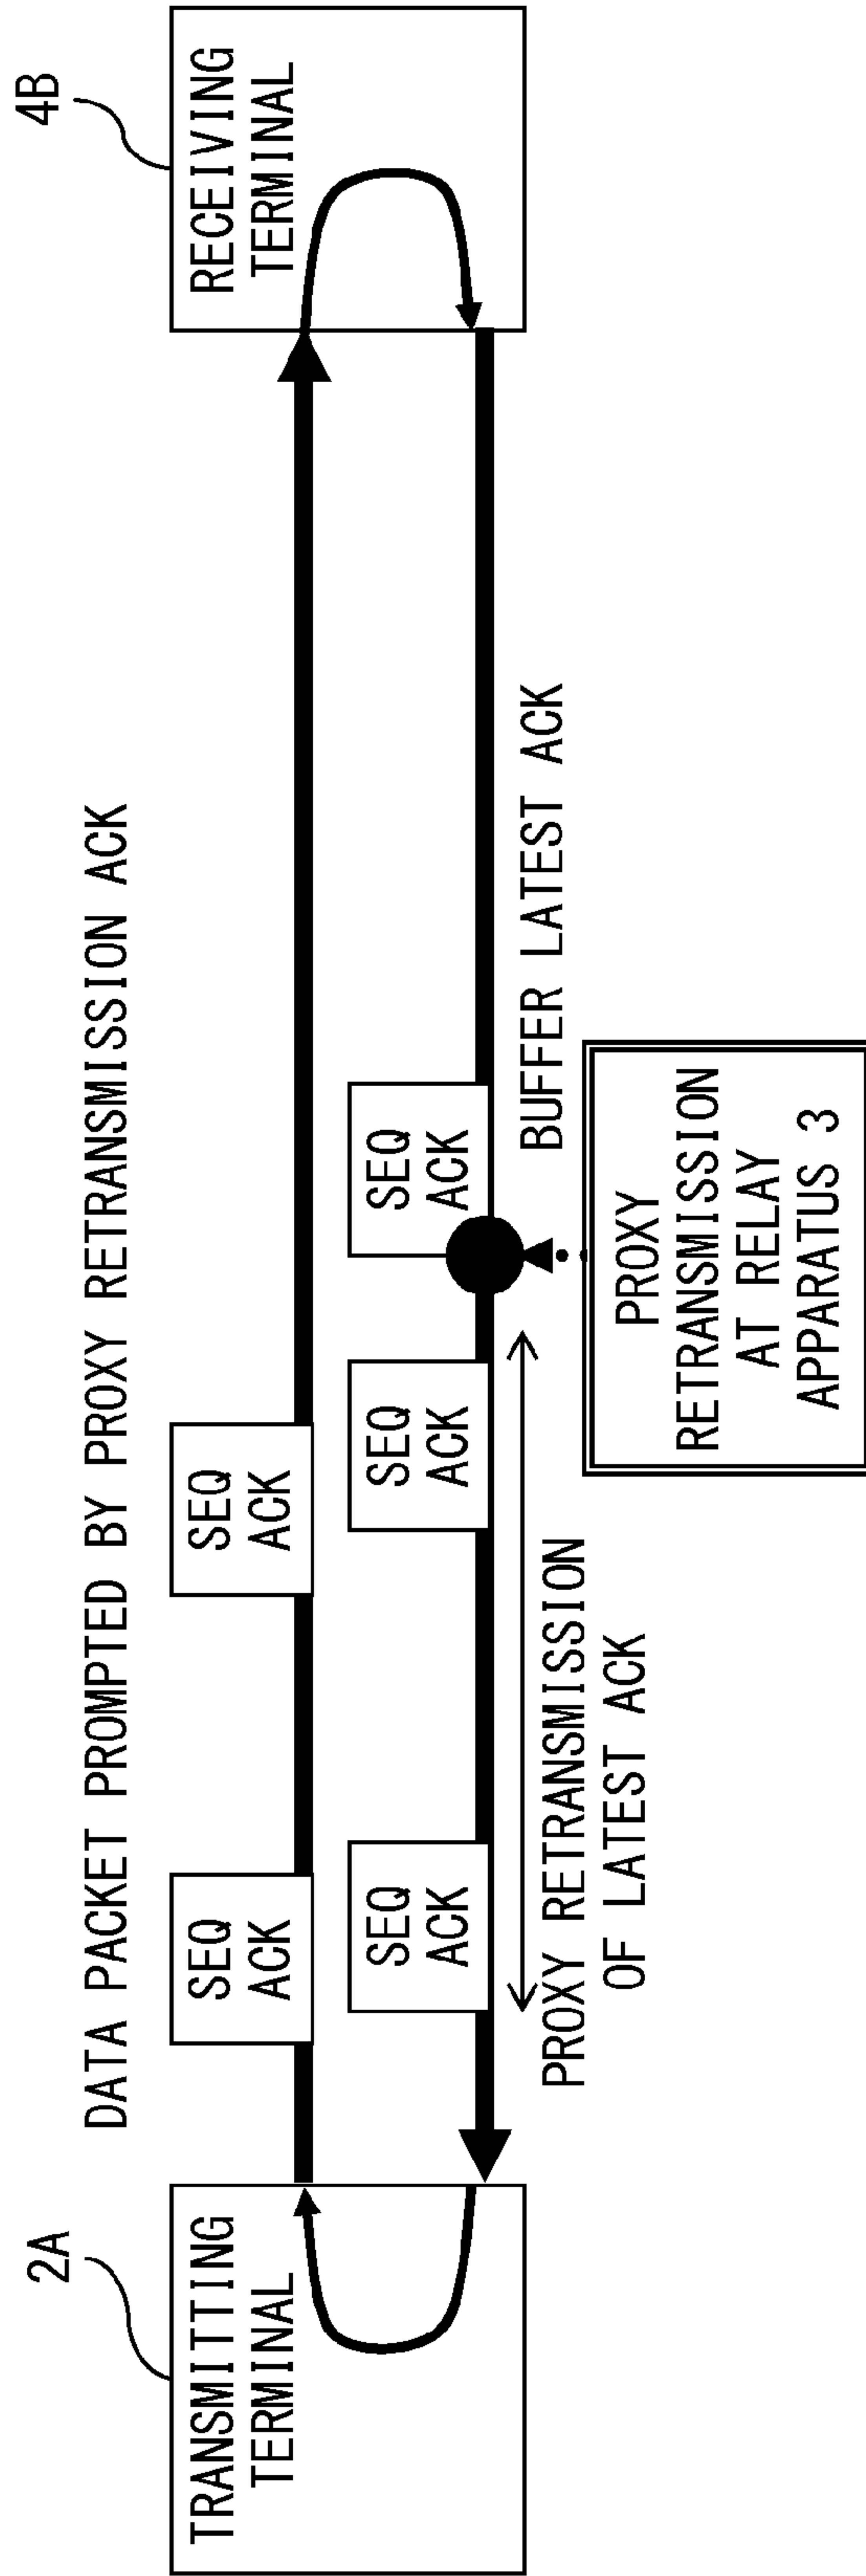 DATA PACKET PROMPTED BY PROXY RETRANSMISSION ACK
2A
TRANSMITTING
TERMINAL
SEQ
ACK
SEQ
ACK
4B
RECEIVING
TERMINAL
SEQ
ACK
SEQ
ACK
SEQ
ACK
PROXY RETRANSMISSION
OF LATEST ACK
BUFFER LATEST ACK
PROXY
RETRANSMISSION
AT RELAY
APPARATUS 3